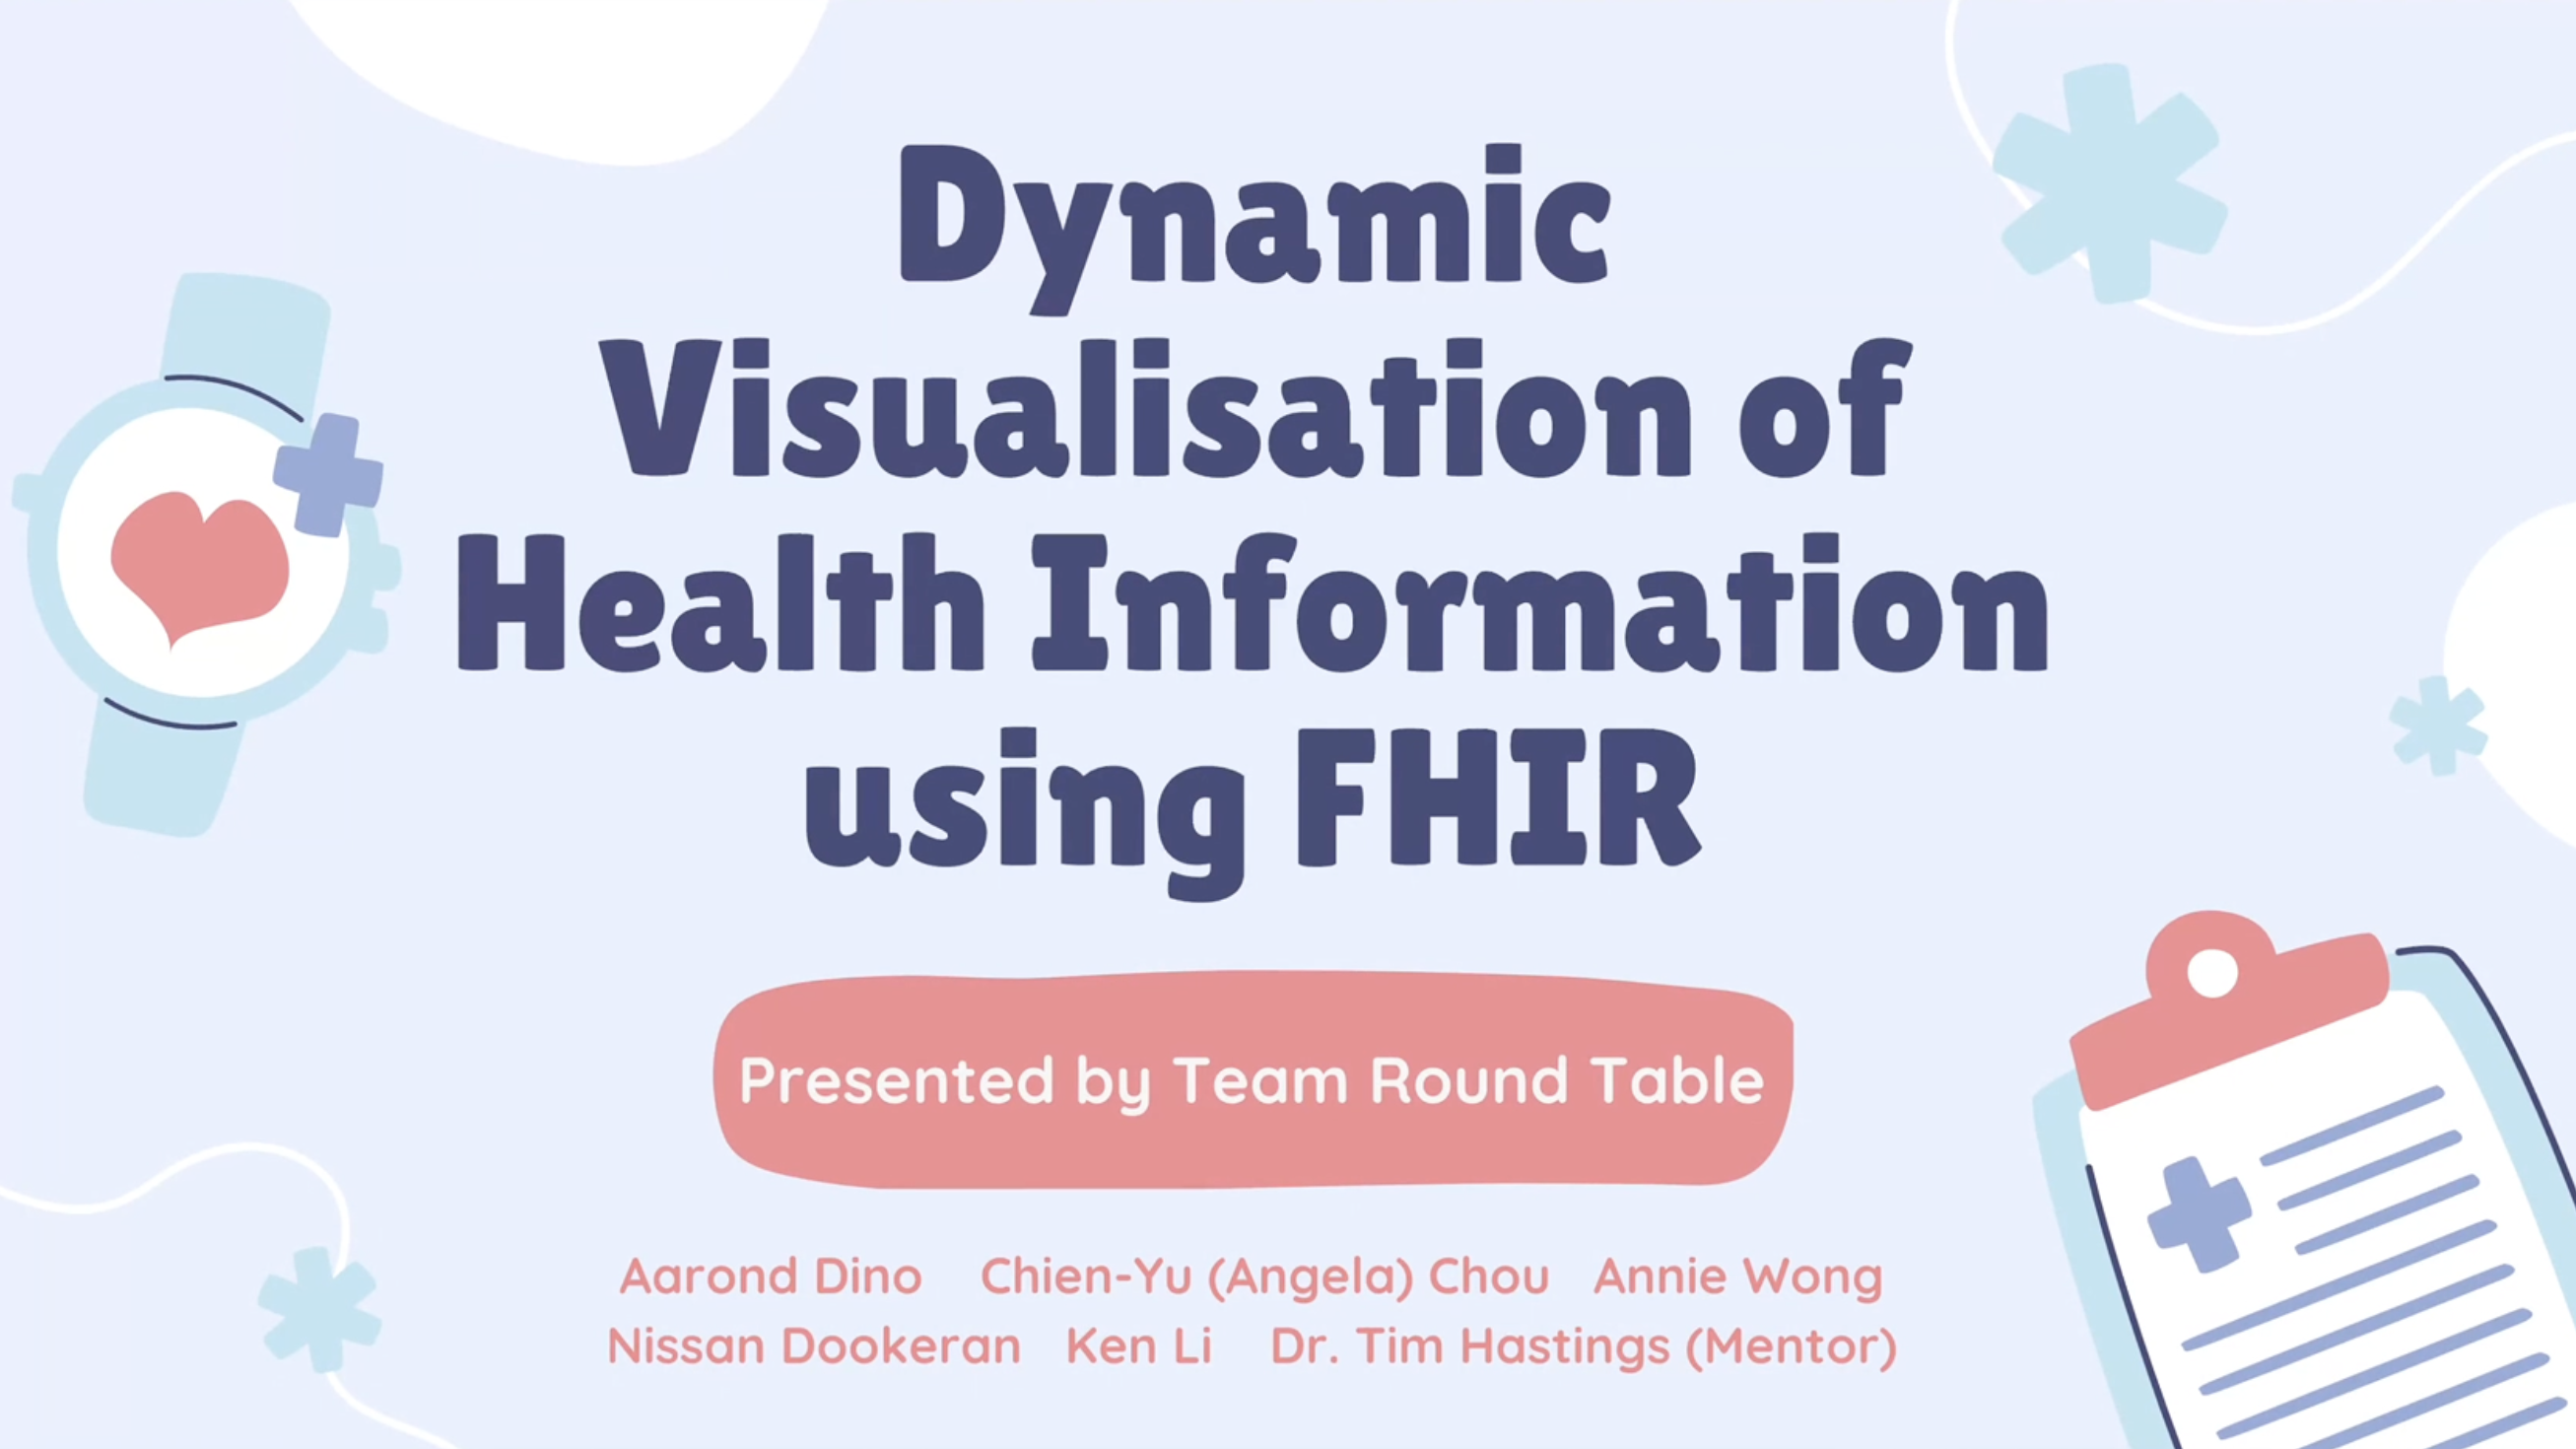 Dynamic
Visualisation of
Health Information
using FHIR
Presented by Team Round Table
Aarond Dino Chien-Yu (Angela) Chou Annie Wong
Nissan Dookeran Ken Li Dr. Tim Hastings (Mentor)